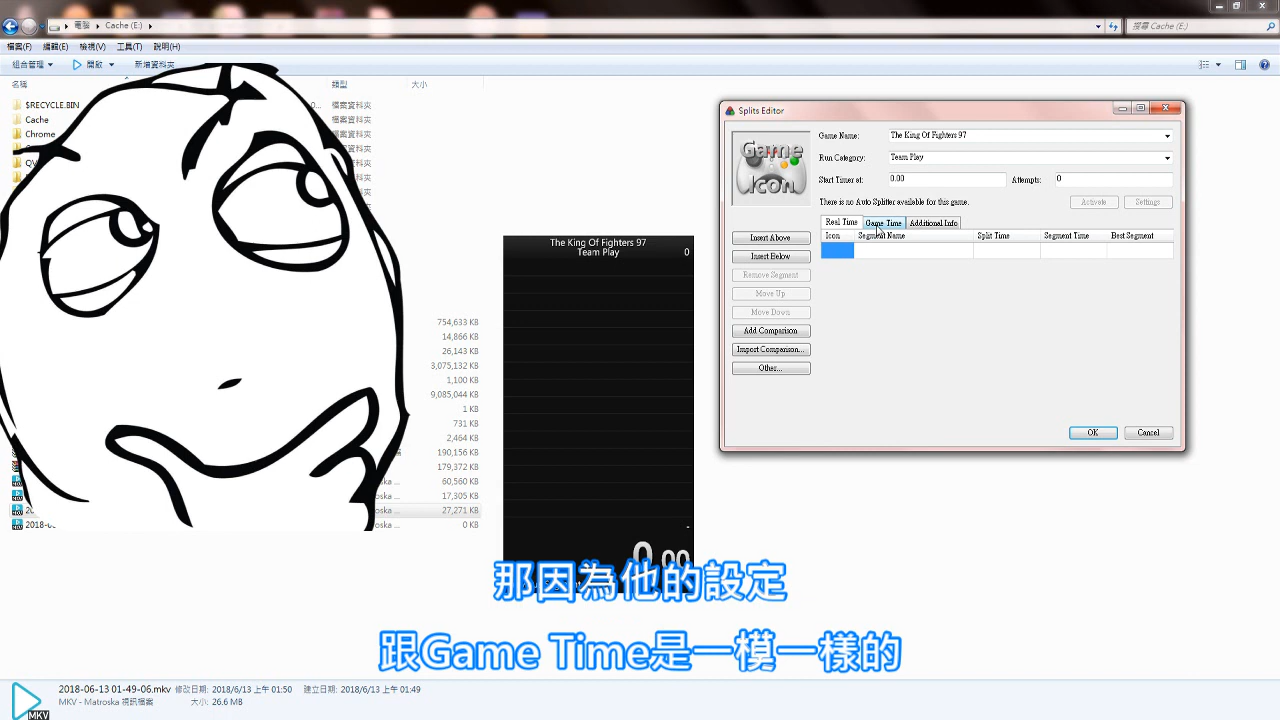 電腦 ▸ Cache (E:) ▸
搜尋 Cache (E:)
檔案(F) 編輯(E) 檢視(V) 工具(T) 說明(H)
組合管理 開啟 新增資料夾
名稱 類型 大小
$RECYCLE.BIN 檔案資料夾
Cache 檔案資料夾
Chrome 檔案資料夾
檔案資料夾
檔案資料夾
檔案資料夾
檔案資料夾
檔案資料夾
754,633 KB
14,866 KB
26,143 KB
3,075,132 KB
1,100 KB
9,085,044 KB
1 KB
731 KB
2,464 KB
190,156 KB
179,372 KB
60,560 KB
17,305 KB
27,271 KB
0 KB
The King Of Fighters 97
Team Play 0
-
0.00
Splits Editor
Game Icon
Game Name: The King Of Fighters 97
Run Category: Team Play
Start Timer at: 0.00 Attempts: 0
There is no Auto Splitter available for this game. Activate Settings
Real Time Game Time Additional Info
Icon Segment Name Split Time Segment Time Best Segment
Insert Above
Insert Below
Remove Segment
Move Up
Move Down
Add Comparison
Import Comparison...
Other...
OK Cancel
那因為他的設定
跟Game Time是一模一樣的
2018-06-13 01-49-06.mkv 修改日期: 2018/6/13 上午 01:50 建立日期: 2018/6/13 上午 01:49
MKV - Matroska 視訊檔案 大小: 26.6 MB
MKV